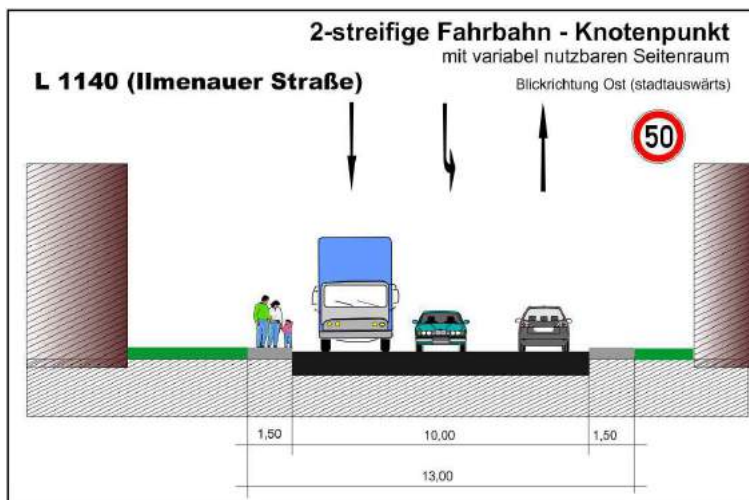 2-streifige Fahrbahn - Knotenpunkt
mit variabel nutzbaren Seitenraum
L 1140 (Ilmenauer Straße)
Blickrichtung Ost (stadtauswärts)
50
1,50
10,00
1,50
13,00